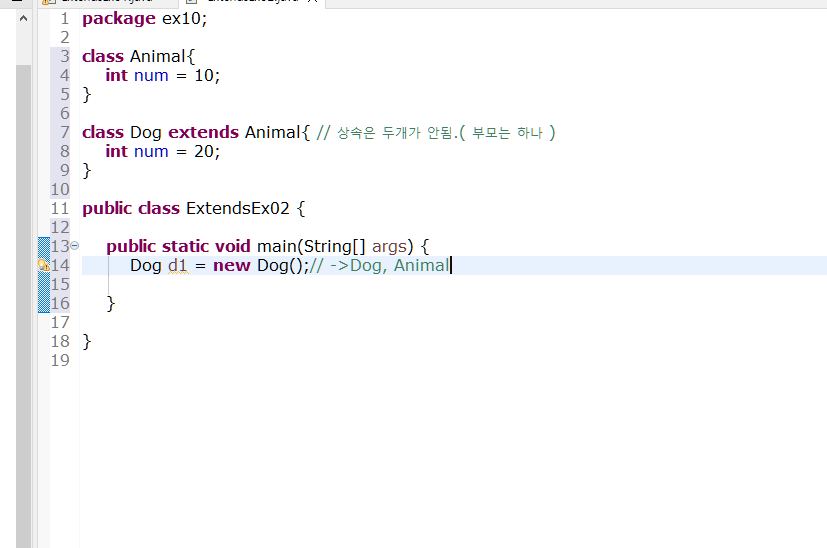 1 package ex10;
2
3 class Animal{
4 int num = 10;
5 }
6
7 class Dog extends Animal{ // 상속은 두개가 안됨.( 부모는 하나 )
8 int num = 20;
9 }
10
11 public class ExtendsEx02 {
12
13 public static void main(String[] args) {
14 Dog d1 = new Dog();// ->Dog, Animal
15
16 }
17
18 }
19